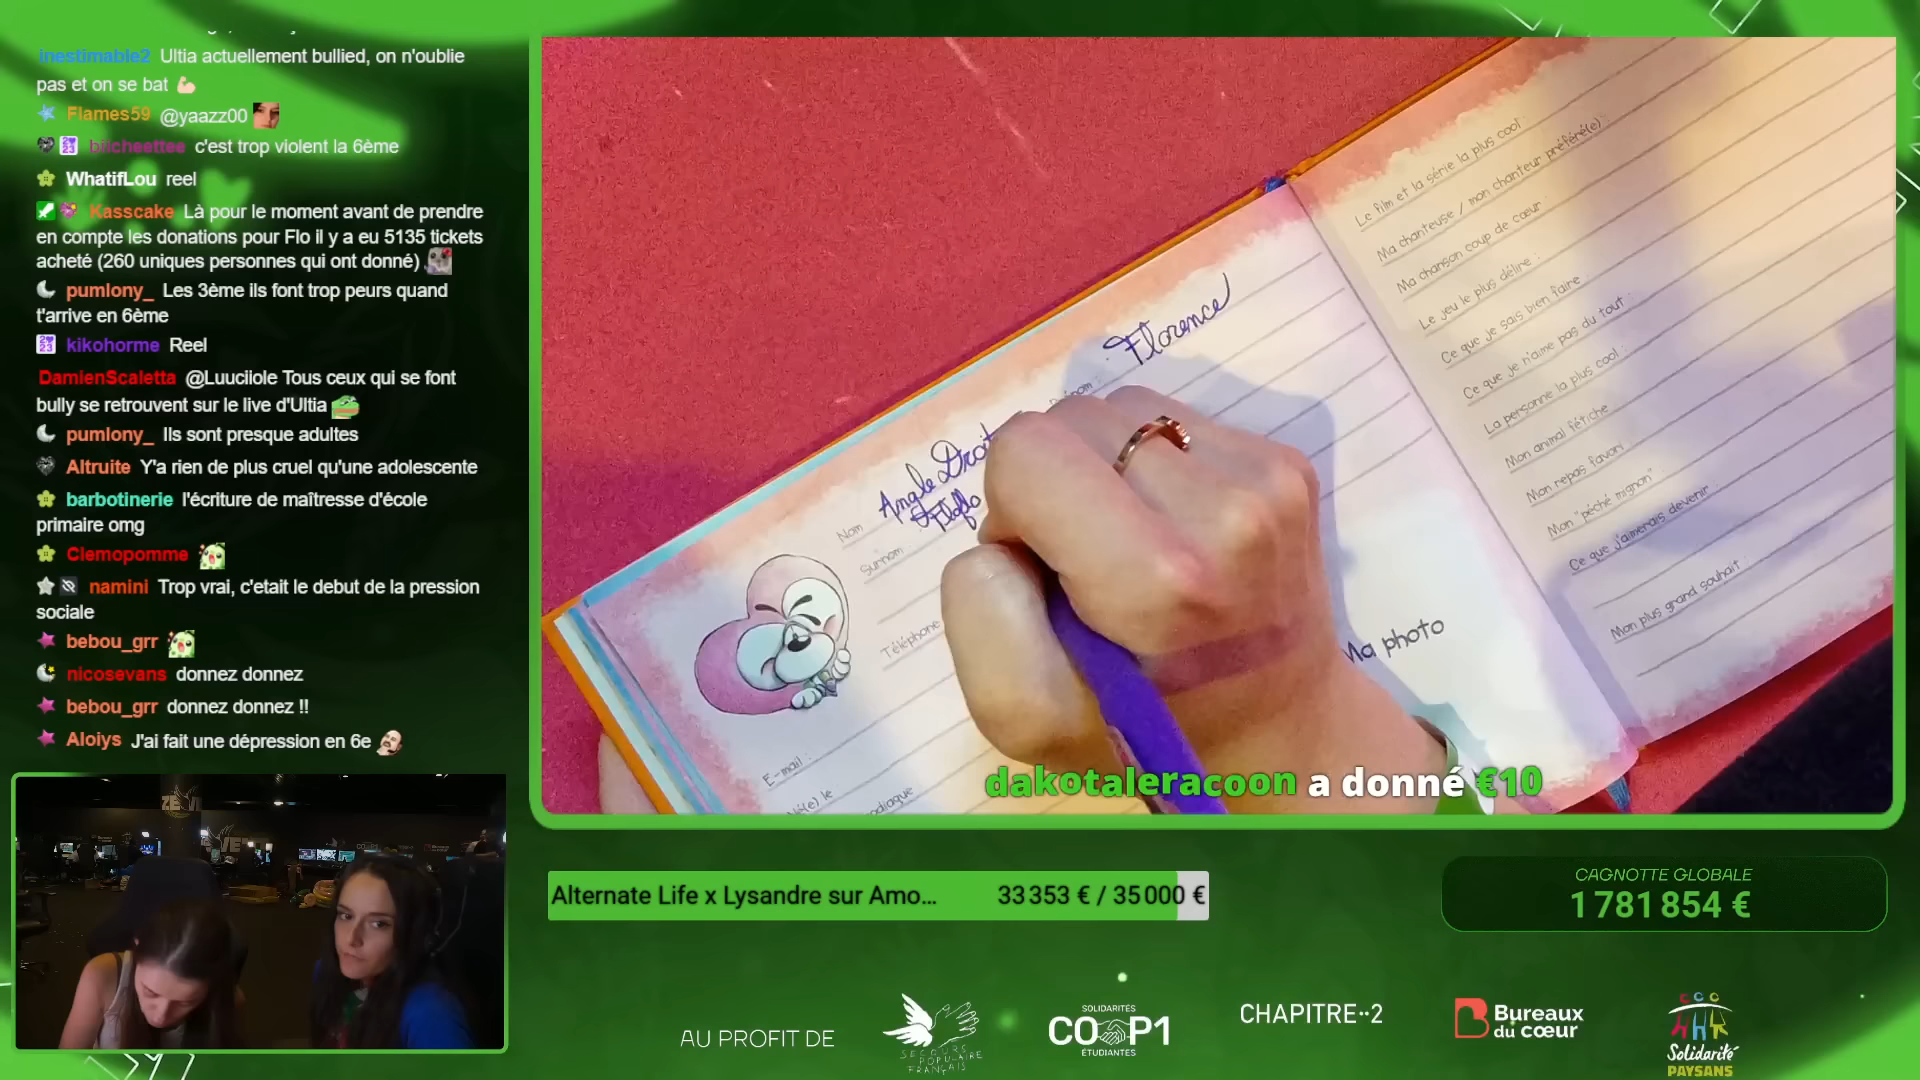 inestimable2 Ultia actuellement bullied, on n'oublie
pas et on se bat
Flames59 @yaazz00
bricheettee c'est trop violent la 6ème
WhatifLou reel
Kasscake Là pour le moment avant de prendre
en compte les donations pour Flo il y a eu 5135 tickets
acheté (260 uniques personnes qui ont donné)
pumlony_ Les 3ème ils font trop peurs quand
t'arrive en 6ème
kikohorme Reel
DamienScaletta @Luuciiole Tous ceux qui se font
bully se retrouvent sur le live d'Ultia
pumlony_ Ils sont presque adultes
Altruite Y'a rien de plus cruel qu'une adolescente
barbotinerie l'écriture de maîtresse d'école
primaire omg
Clemopomme
namini Trop vrai, c'etait le debut de la pression
sociale
bebou_grr
nicosevans donnez donnez
bebou_grr donnez donnez !!
Aloiys J'ai fait une dépression en 6e
Nom Angle Droit Prénom : Florence
Surnom : Floflo
Téléphone
E-mail :
Né(e) le
Ma photo
Le film et la série la plus cool :
Ma chanteuse / mon chanteur préféré(e) :
Ma chanson coup de cœur :
Le jeu le plus délire :
Ce que je sais bien faire :
Ce que je n'aime pas du tout :
La personne la plus cool :
Mon animal fétiche
Mon repas favori
Mon "péché mignon" :
Ce que j'aimerais devenir
Mon plus grand souhait :
dakotaleracoon a donné €10
Alternate Life x Lysandre sur Amo... 33 353 € / 35 000 €
CAGNOTTE GLOBALE
1 781 854 €
AU PROFIT DE
SECOURS
POPULAIRE
FRANÇAIS
SOLIDARITÉS
CO P1
ÉTUDIANTES
CHAPITRE··2
Bureaux
du cœur
Solidarité
PAYSANS